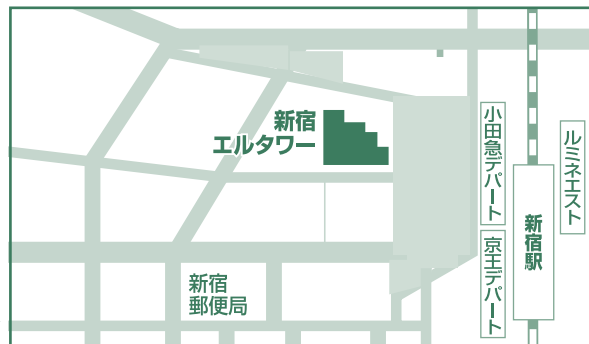 新宿
エルタワー
小田急デパート
ルミネエスト
新宿駅
京王デパート
新宿
郵便局